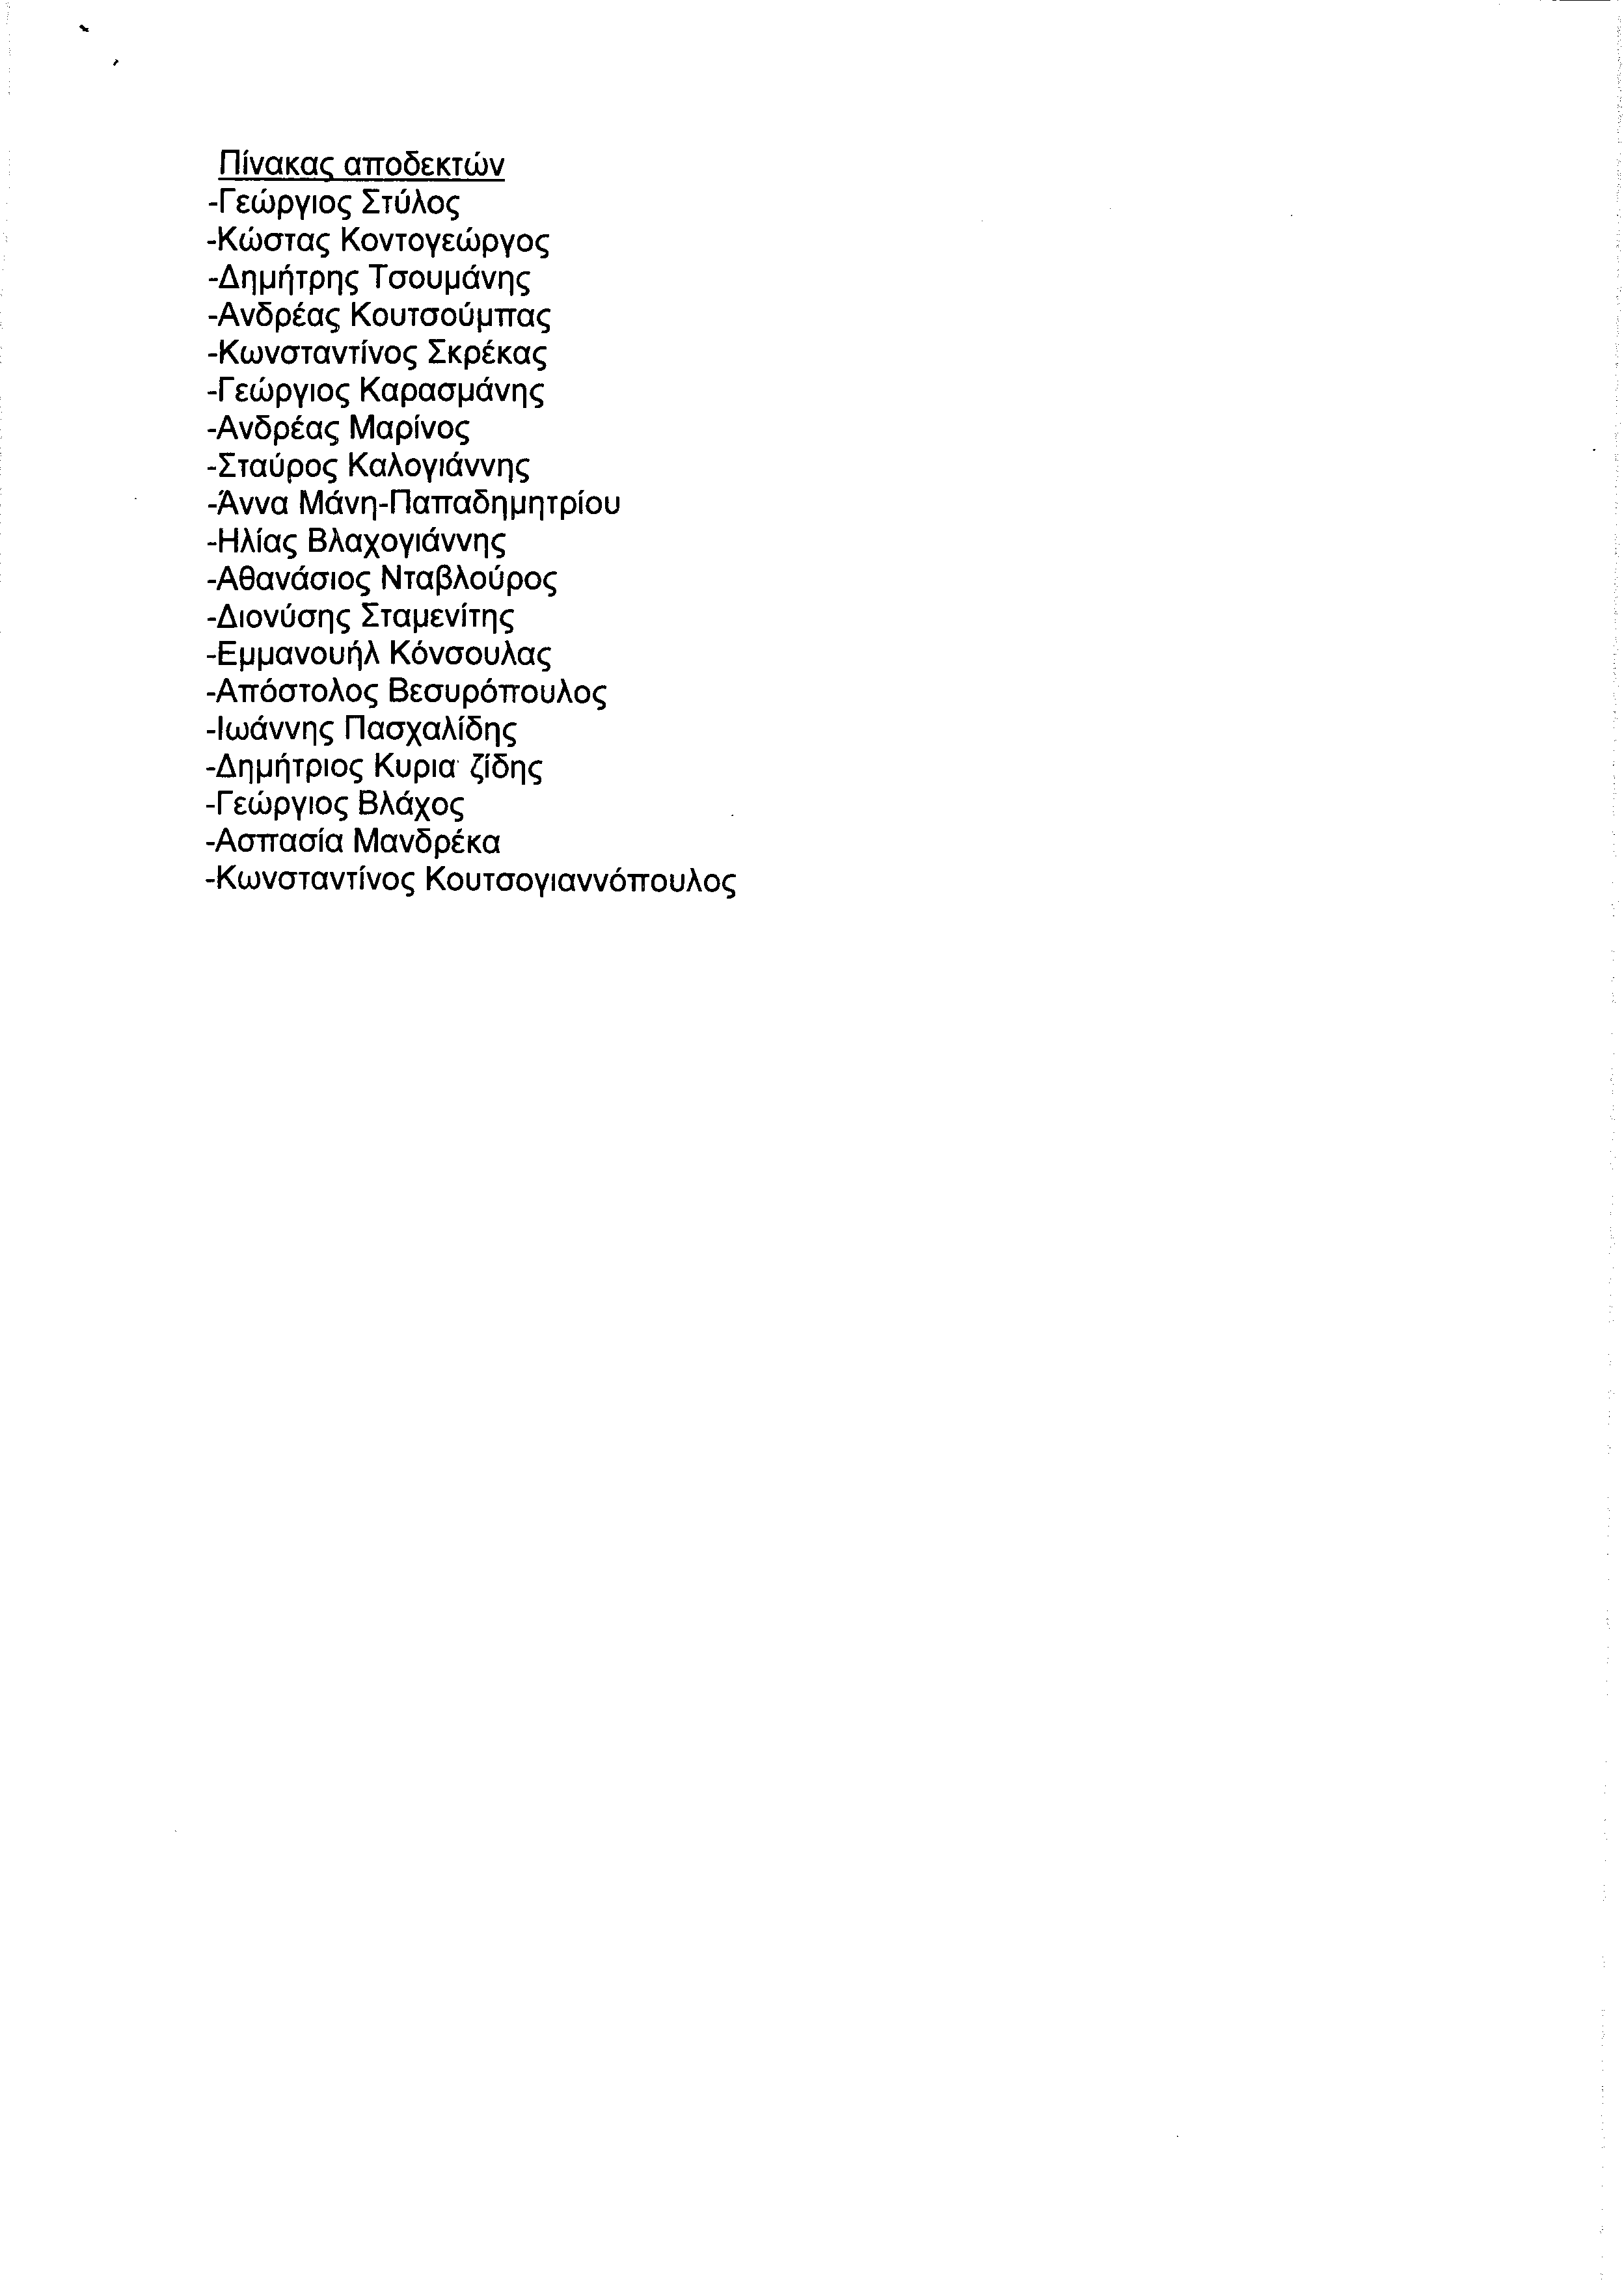 Πίνακας αποδεκτών
-Γεώργιος Στύλος
-Κώστας Κοντογεώργος
-Δημήτρης Τσουμάνης
-Ανδρέας Κουτσούμπας
-Κωνσταντίνος Σκρέκας
-Γεώργιος Καρασμάνης
-Ανδρέας Μαρίνος
-Σταύρος Καλογιάννης
-Άννα Μάνη-Παπαδημητρίου
-Ηλίας Βλαχογιάννης
-Αθανάσιος Νταβλούρος
-Διονύσης Σταμενίτης
-Εμμανουήλ Κόνσουλας
-Απόστολος Βεσυρόπουλος
-Ιωάννης Πασχαλίδης
-Δημήτριος Κυρια ζίδης
-Γεώργιος Βλάχος
-Ασπασία Μανδρέκα
-Κωνσταντίνος Κουτσογιαννόπουλος